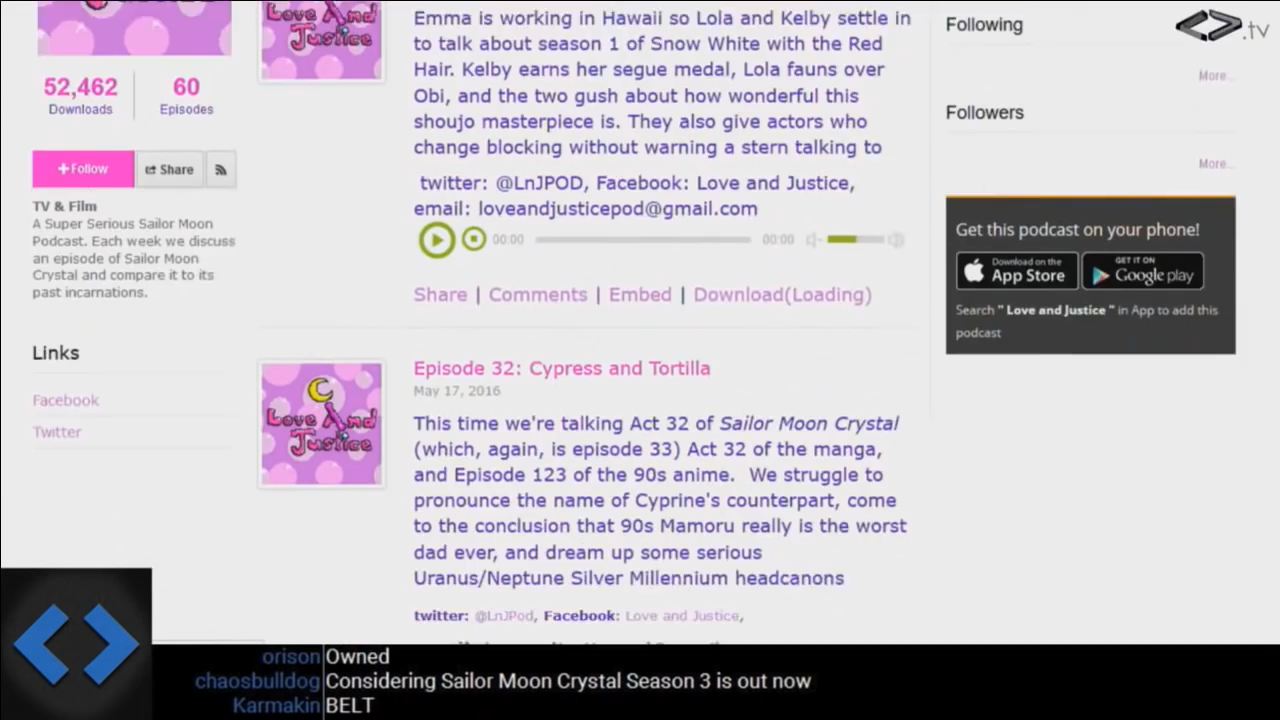 Love And
Justice
52,462
Downloads
60
Episodes
+Follow
Share
TV & Film
A Super Serious Sailor Moon
Podcast. Each week we discuss
an episode of Sailor Moon
Crystal and compare it to its
past incarnations.
Links
Facebook
Twitter
Emma is working in Hawaii so Lola and Kelby settle in
to talk about season 1 of Snow White with the Red
Hair. Kelby earns her segue medal, Lola fauns over
Obi, and the two gush about how wonderful this
shoujo masterpiece is. They also give actors who
change blocking without warning a stern talking to
twitter: @LnJPOD, Facebook: Love and Justice,
email: loveandjusticepod@gmail.com
00:00
00:00
Share | Comments | Embed | Download(Loading)
Love And
Justice
Episode 32: Cypress and Tortilla
May 17, 2016
This time we're talking Act 32 of Sailor Moon Crystal
(which, again, is episode 33) Act 32 of the manga,
and Episode 123 of the 90s anime. We struggle to
pronounce the name of Cyprine's counterpart, come
to the conclusion that 90s Mamoru really is the worst
dad ever, and dream up some serious
Uranus/Neptune Silver Millennium headcanons
twitter: @LnJPod, Facebook: Love and Justice,
Following
More...
Followers
More...
Get this podcast on your phone!
Download on the
App Store
GET IT ON
Google play
Search " Love and Justice " in App to add this
podcast
.tv
orison Owned
chaosbulldog Considering Sailor Moon Crystal Season 3 is out now
Karmakin BELT